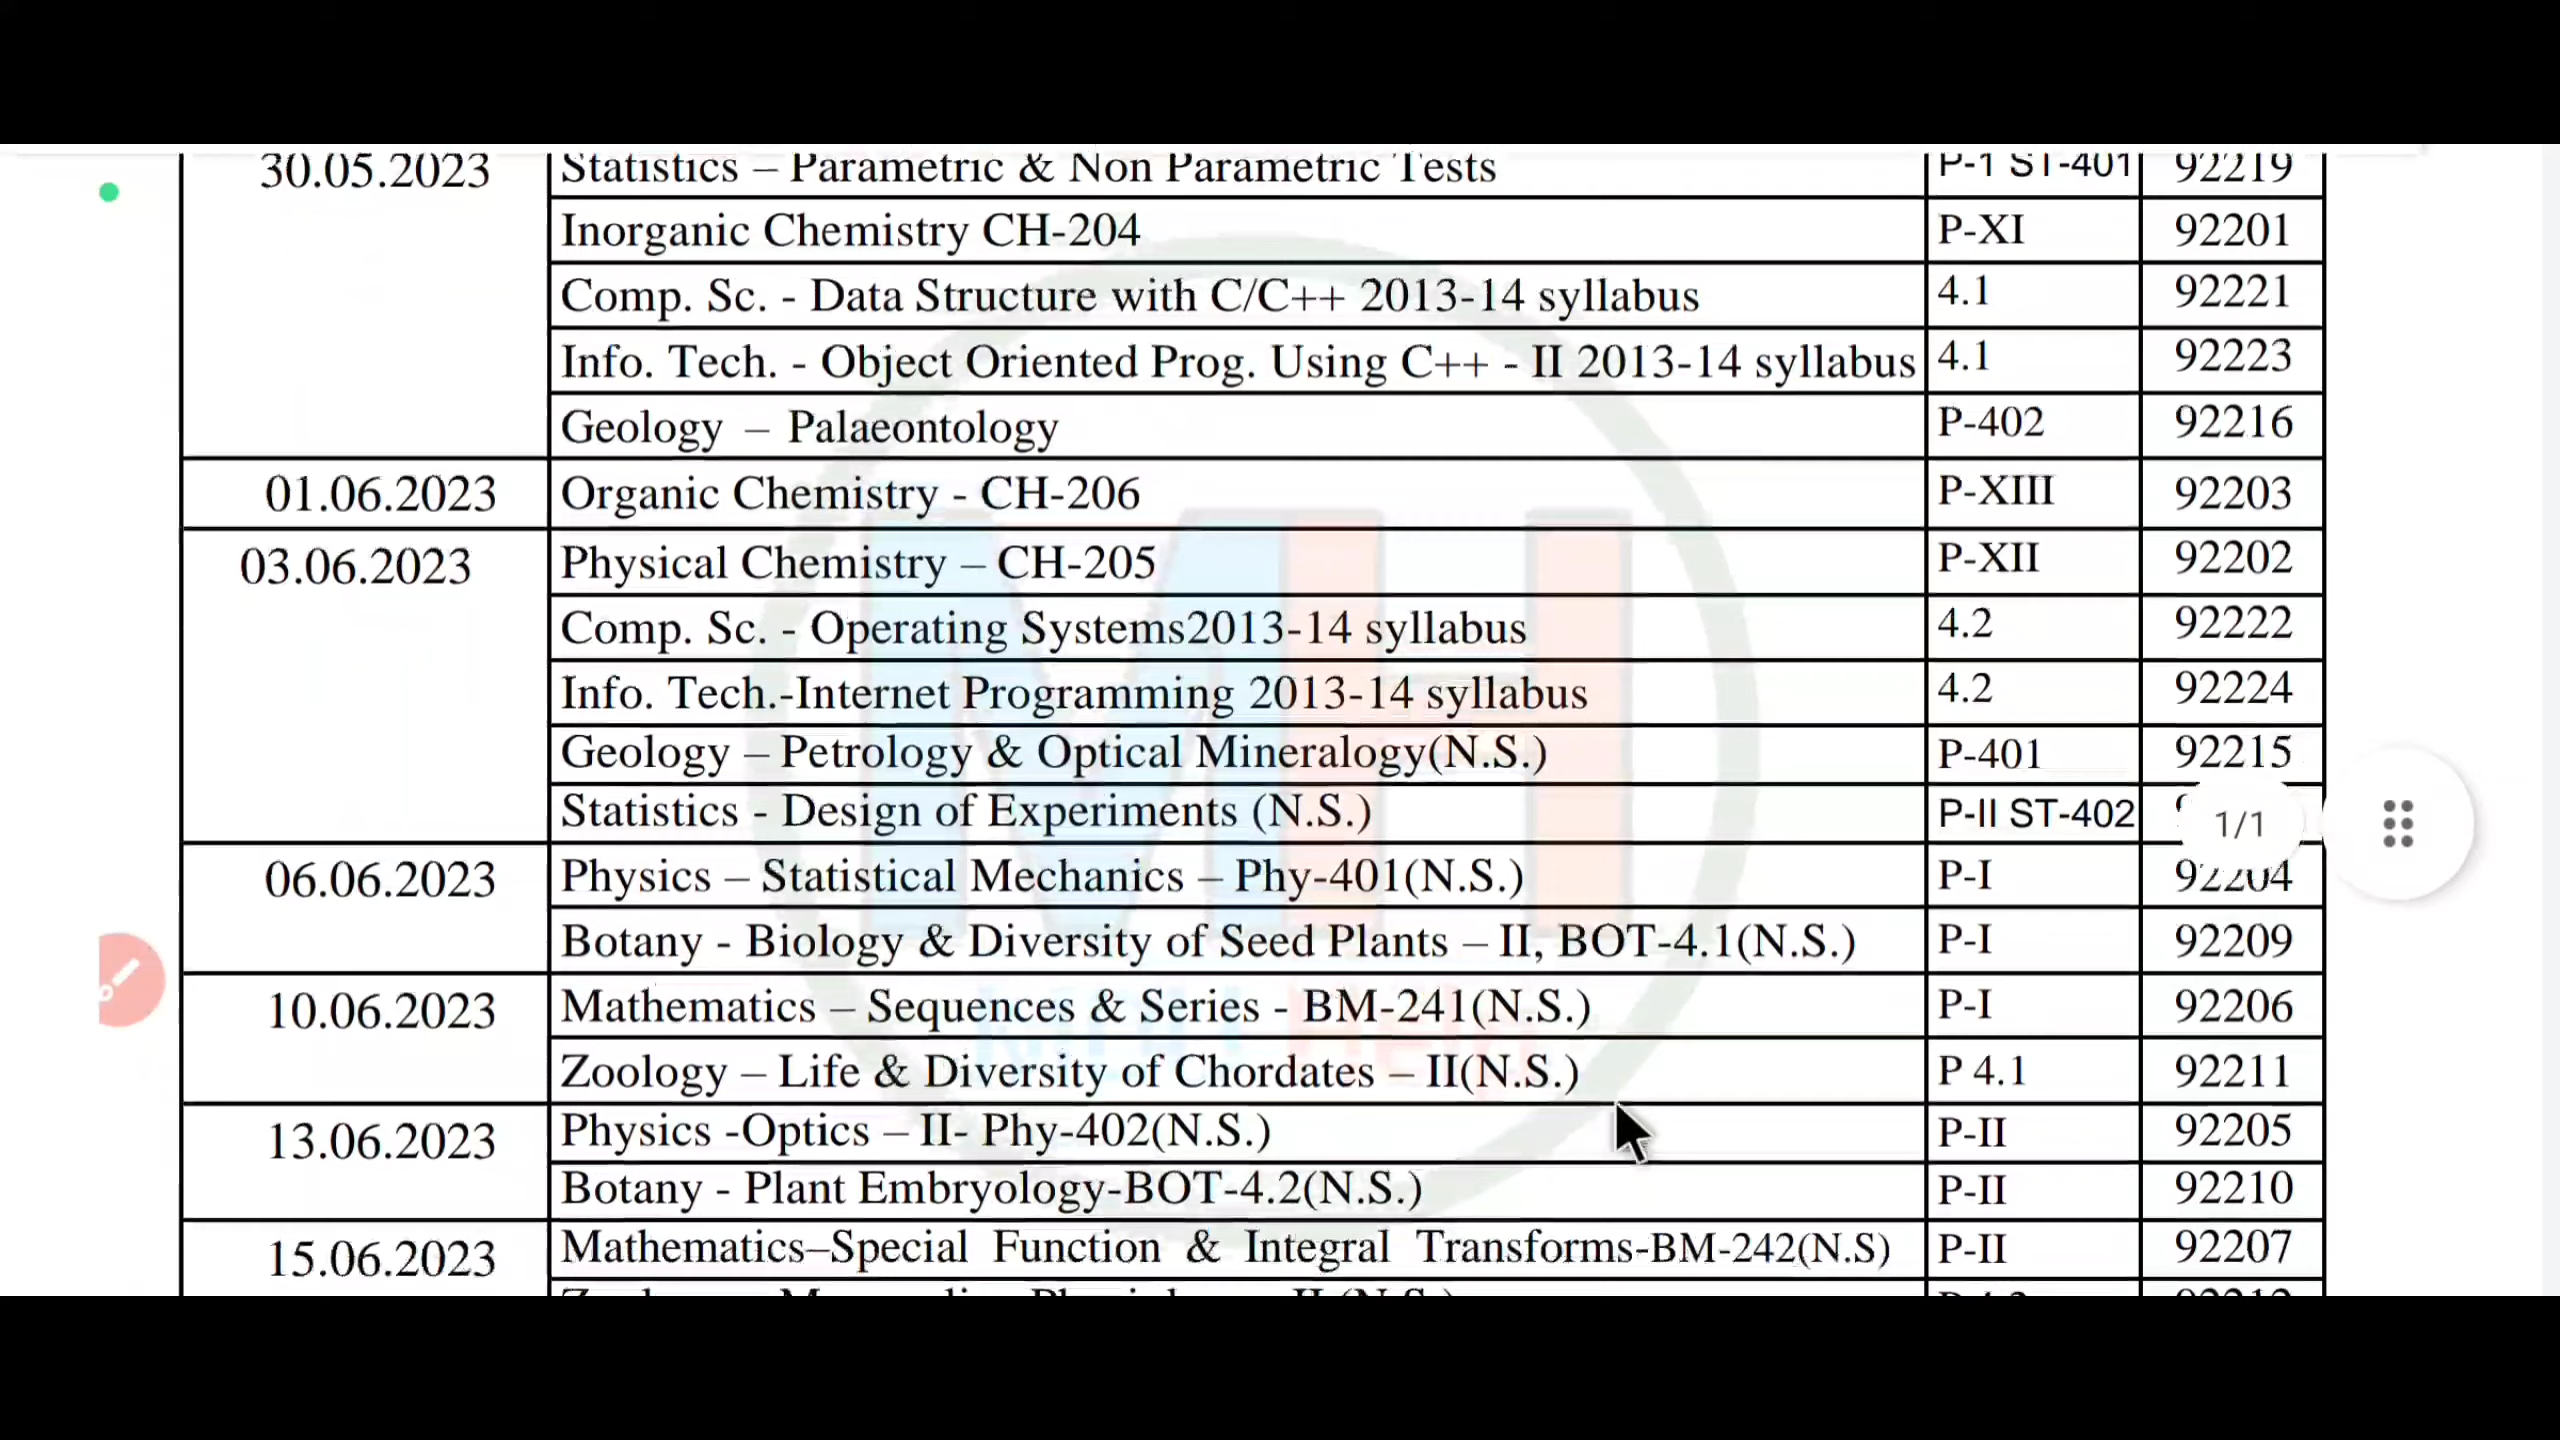 30.05.2023 Statistics – Parametric & Non Parametric Tests P-1 ST-401 92219
Inorganic Chemistry CH-204 P-XI 92201
Comp. Sc. - Data Structure with C/C++ 2013-14 syllabus 4.1 92221
Info. Tech. - Object Oriented Prog. Using C++ - II 2013-14 syllabus 4.1 92223
Geology – Palaeontology P-402 92216
01.06.2023 Organic Chemistry - CH-206 P-XIII 92203
03.06.2023 Physical Chemistry – CH-205 P-XII 92202
Comp. Sc. - Operating Systems2013-14 syllabus 4.2 92222
Info. Tech.-Internet Programming 2013-14 syllabus 4.2 92224
Geology – Petrology & Optical Mineralogy(N.S.) P-401 92215
Statistics - Design of Experiments (N.S.) P-II ST-402
1/1
06.06.2023 Physics – Statistical Mechanics – Phy-401(N.S.) P-I 92204
Botany - Biology & Diversity of Seed Plants – II, BOT-4.1(N.S.) P-I 92209
10.06.2023 Mathematics – Sequences & Series - BM-241(N.S.) P-I 92206
Zoology – Life & Diversity of Chordates – II(N.S.) P 4.1 92211
13.06.2023 Physics -Optics – II- Phy-402(N.S.) P-II 92205
Botany - Plant Embryology-BOT-4.2(N.S.) P-II 92210
15.06.2023 Mathematics–Special Function & Integral Transforms-BM-242(N.S) P-II 92207
MH